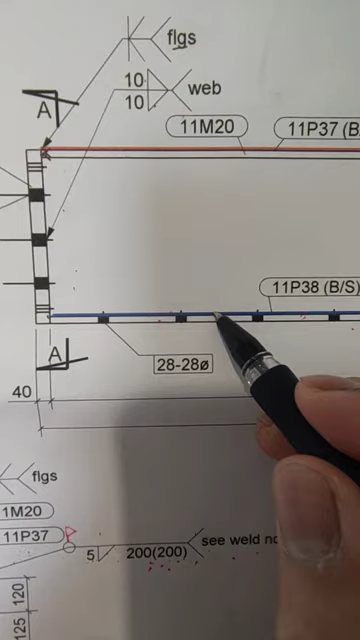 flgs
10
10
web
A
11M20
11P37 (B/
11P38 (B/S)
A
28-28ø
40
flgs
1M20
11P37
P
5
200(200)
see weld no
120
125